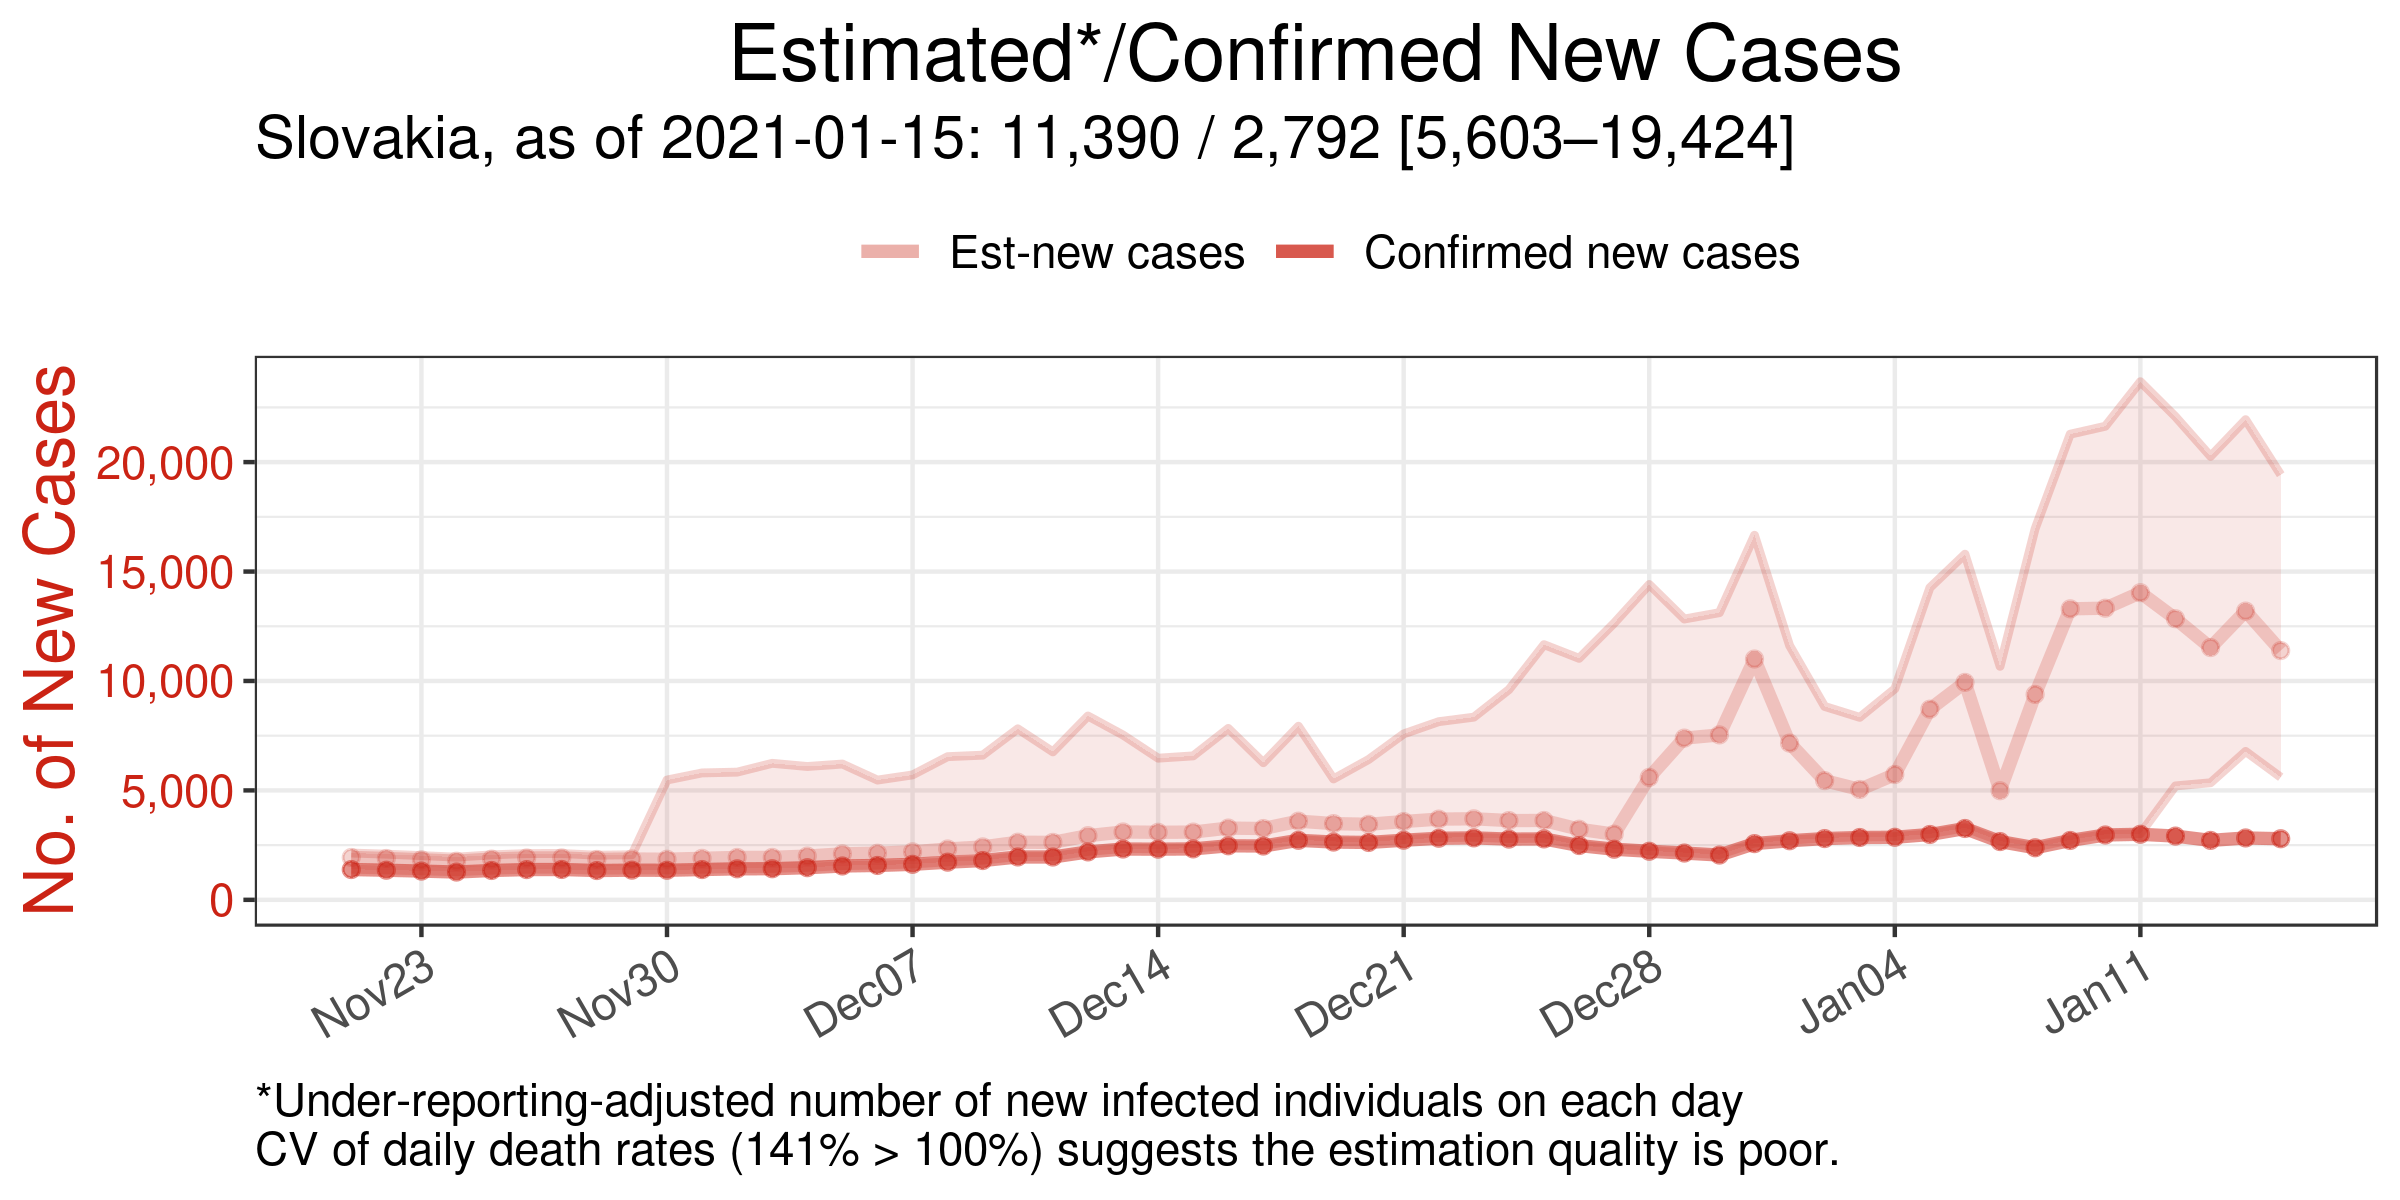 Estimated*/Confirmed New Cases
Slovakia, as of 2021-01-15: 11,390 / 2,792 [5,603–19,424]
Est-new cases Confirmed new cases
No. of New Cases
20,000
15,000
10,000
5,000
0
Nov23 Nov30 Dec07 Dec14 Dec21 Dec28 Jan04 Jan11
*Under-reporting-adjusted number of new infected individuals on each day
CV of daily death rates (141% > 100%) suggests the estimation quality is poor.